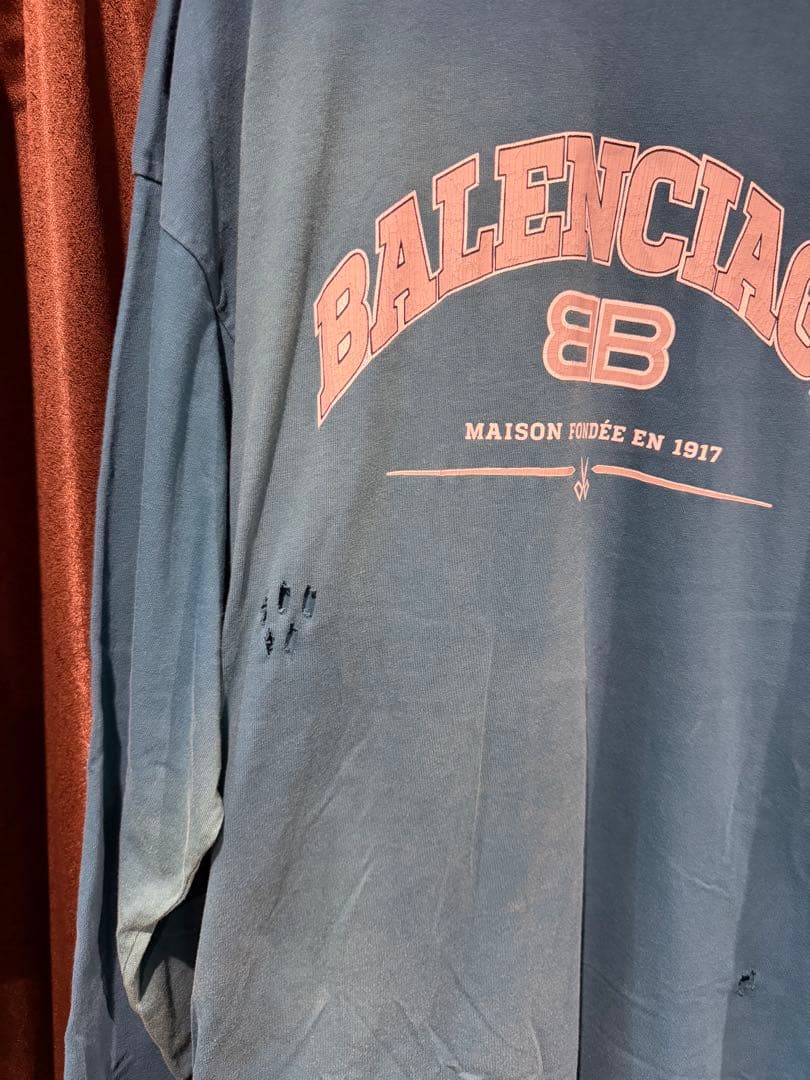 BALENCIAG
BB
MAISON FONDÉE EN 1917